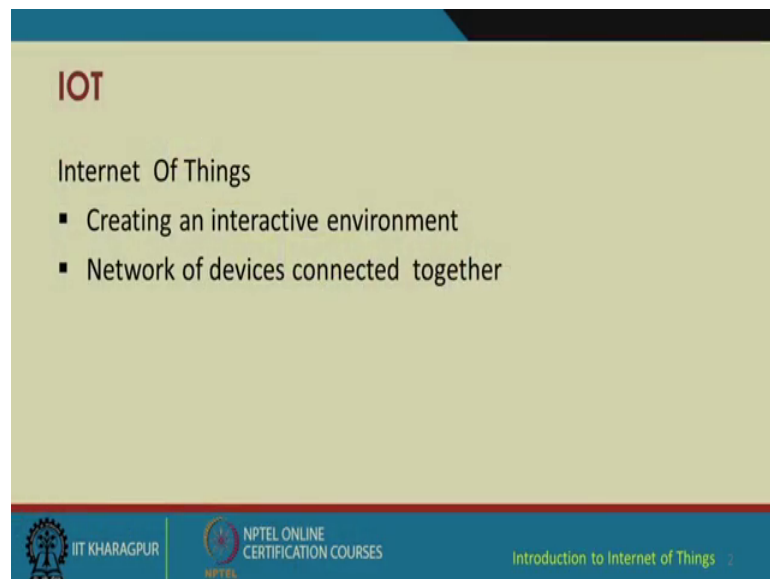 IOT
Internet Of Things
▪ Creating an interactive environment
▪ Network of devices connected together
IIT KHARAGPUR
NPTEL ONLINE
CERTIFICATION COURSES
NPTEL
Introduction to Internet of Things 2